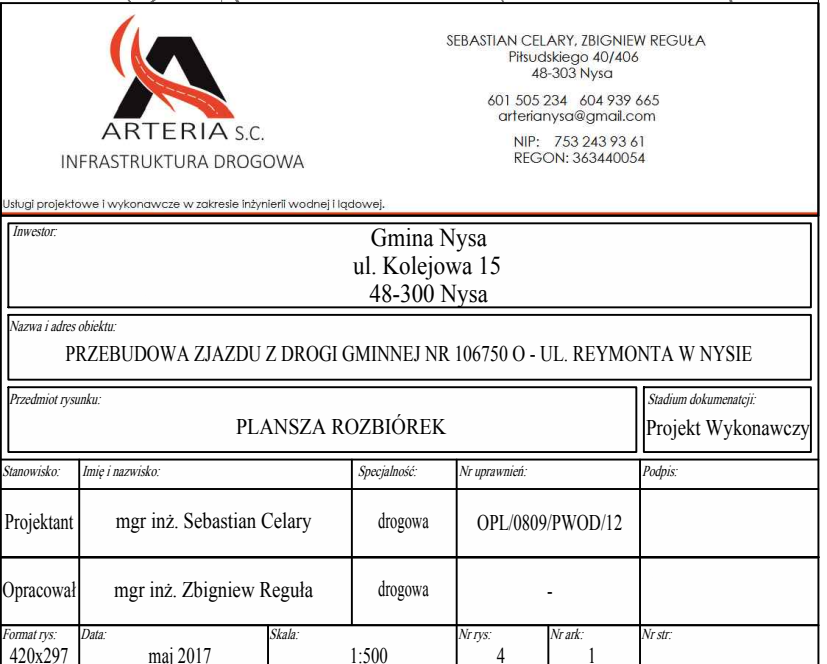 ARTERIA S.C.
INFRASTRUKTURA DROGOWA
SEBASTIAN CELARY, ZBIGNIEW REGUŁA
Piłsudskiego 40/406
48-303 Nysa
601 505 234 604 939 665
arterianysa@gmail.com
NIP: 753 243 93 61
REGON: 363440054
Usługi projektowe i wykonawcze w zakresie inżynierii wodnej i lądowej.
Inwestor:
Gmina Nysa
ul. Kolejowa 15
48-300 Nysa
Nazwa i adres obiektu:
PRZEBUDOWA ZJAZDU Z DROGI GMINNEJ NR 106750 O - UL. REYMONTA W NYSIE
Przedmiot rysunku:
PLANSZA ROZBIÓREK
Stadium dokumenatcji:
Projekt Wykonawczy
Stanowisko: Imię i nazwisko: Specjalność: Nr uprawnień: Podpis:
Projektant mgr inż. Sebastian Celary drogowa OPL/0809/PWOD/12
Opracował mgr inż. Zbigniew Reguła drogowa -
Format rys: Data: Skala: Nr rys: Nr ark: Nr str:
420x297 maj 2017 1:500 4 1